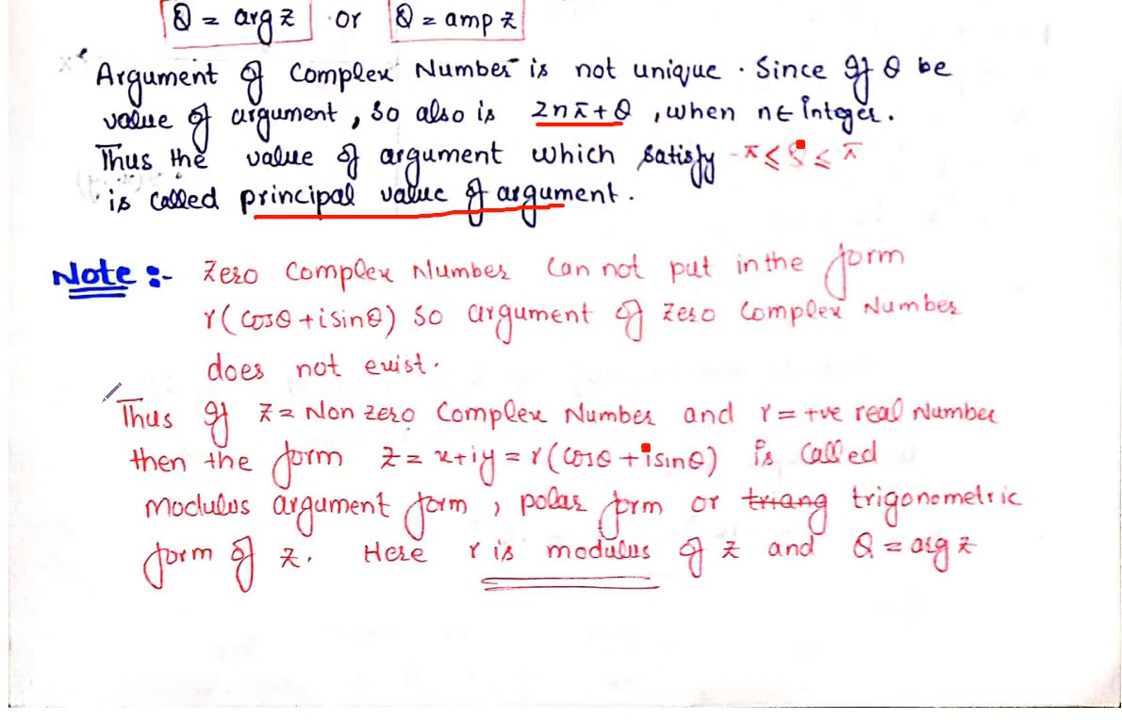 θ = arg z or θ = amp z
Argument of Complex Number is not unique. Since if θ be
value of argument, so also is 2nπ+θ, when n∈ integer.
Thus the value of argument which satisfy -π≤θ≤π
is called principal value of argument.
Note :- Zero Complex Number can not put in the form
r(cosθ+isinθ) so argument of zero Complex Number
does not exist.
Thus if z = Non zero Complex Number and r = +ve real Number
then the form z = x+iy = r(cosθ+isinθ) is called
Modulus argument form, polar form or triang trigonometric
form of z. Here r is modulus of z and θ = arg z